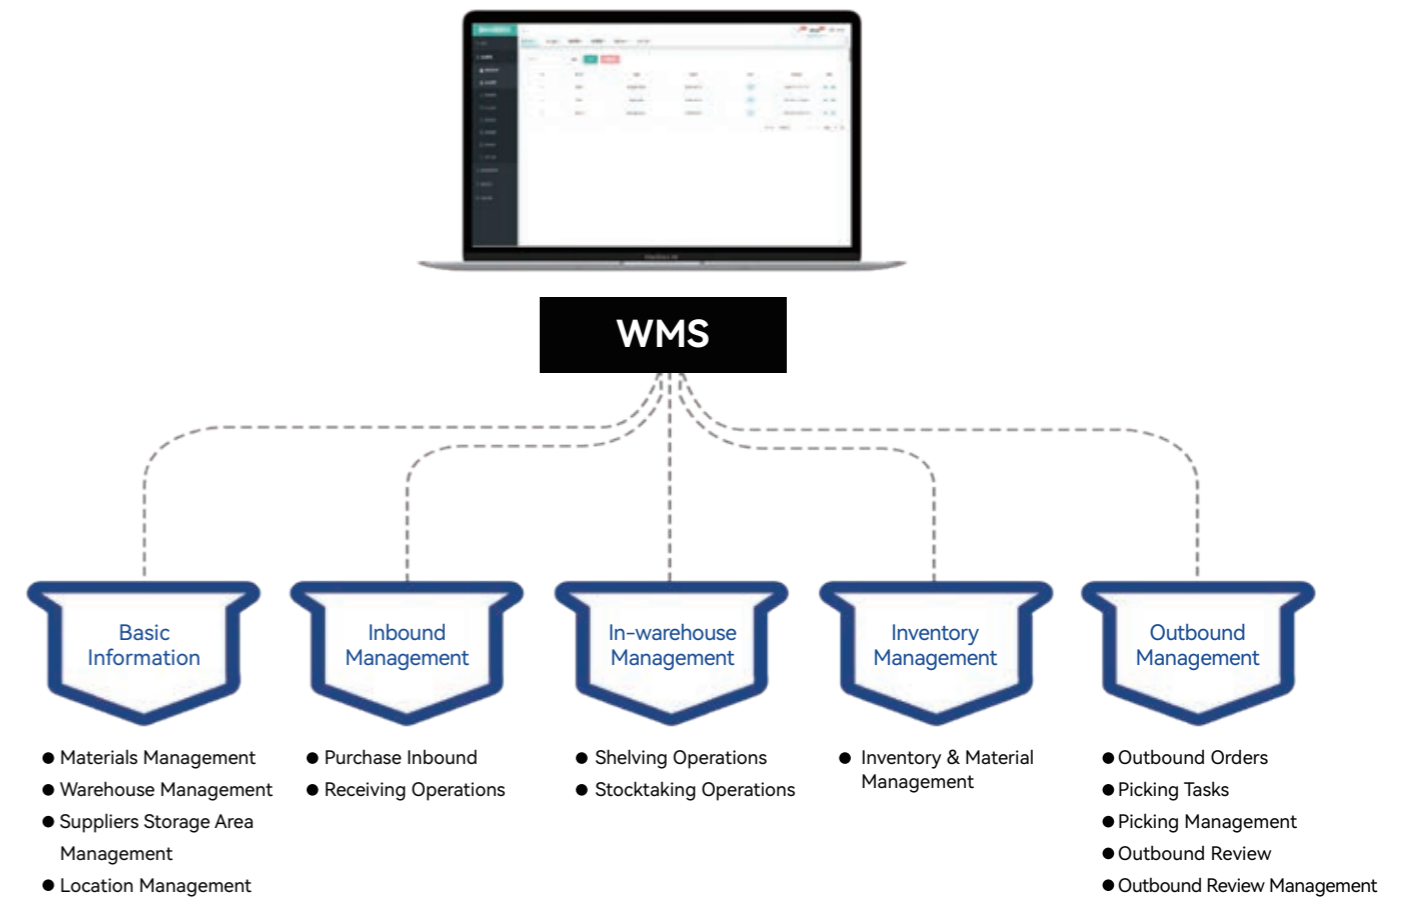 WMS
Basic
Information
Inbound
Management
In-warehouse
Management
Inventory
Management
Outbound
Management
● Materials Management
● Warehouse Management
● Suppliers Storage Area
Management
● Location Management
● Purchase Inbound
● Receiving Operations
● Shelving Operations
● Stocktaking Operations
● Inventory & Material
Management
● Outbound Orders
● Picking Tasks
● Picking Management
● Outbound Review
● Outbound Review Management